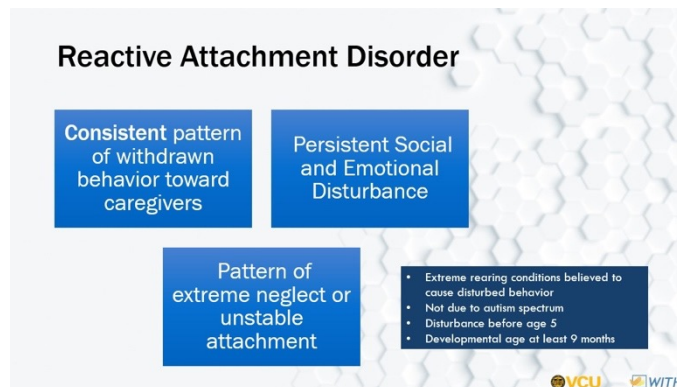 Reactive Attachment Disorder
Consistent pattern
of withdrawn
behavior toward
caregivers
Persistent Social
and Emotional
Disturbance
Pattern of
extreme neglect or
unstable
attachment
• Extreme rearing conditions believed to
cause disturbed behavior
• Not due to autism spectrum
• Disturbance before age 5
• Developmental age at least 9 months
VCU
WITH